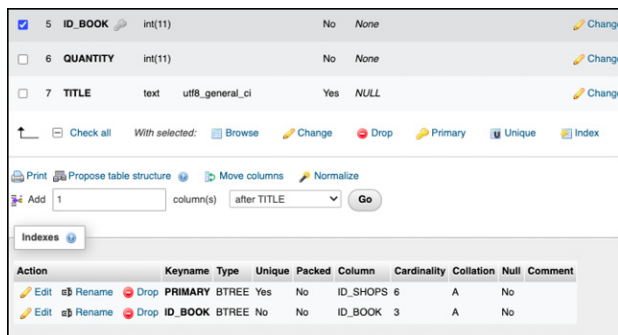 5 ID_BOOK int(11) No None Change
6 QUANTITY int(11) No None Change
7 TITLE text utf8_general_ci Yes NULL Change
Check all With selected: Browse Change Drop Primary Unique Index
Print Propose table structure Move columns Normalize
Add 1 column(s) after TITLE Go
Indexes
Action Keyname Type Unique Packed Column Cardinality Collation Null Comment
Edit Rename Drop PRIMARY BTREE Yes No ID_SHOPS 6 A No
Edit Rename Drop ID_BOOK BTREE No No ID_BOOK 3 A No